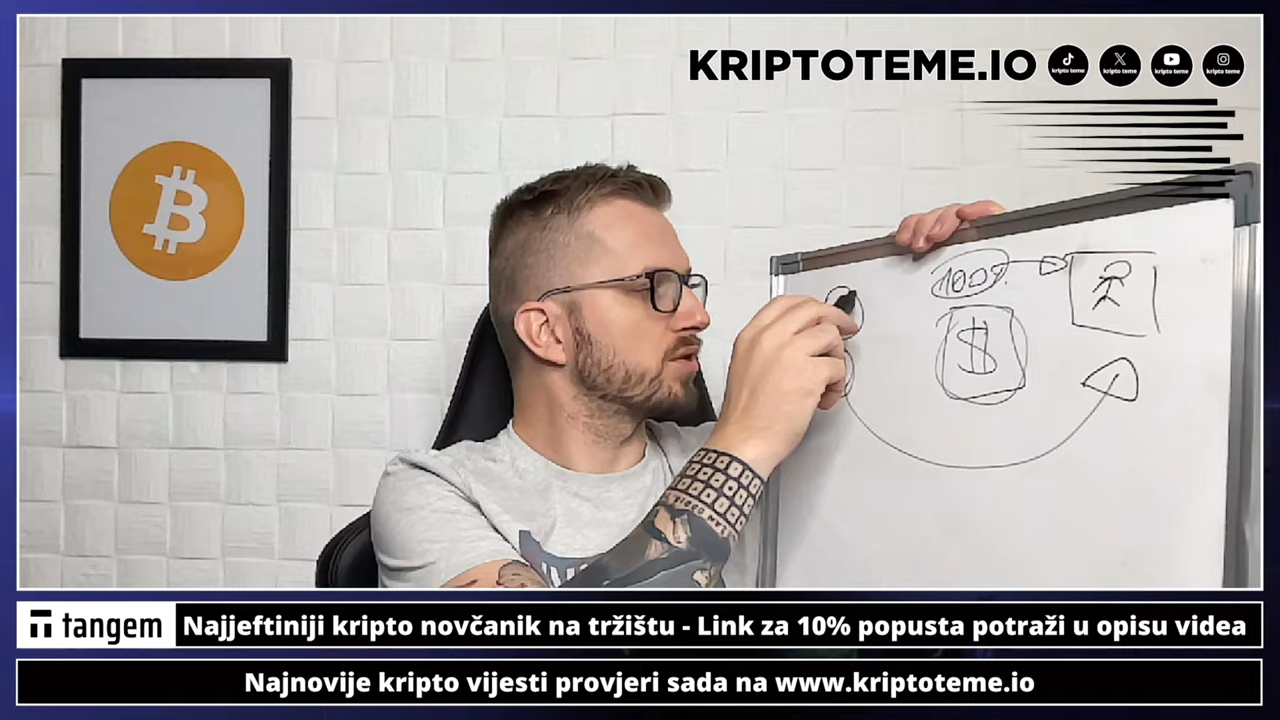 KRIPTOTEME.IO
kripto teme
kripto teme
kripto teme
kripto teme
$
tangem
Najjeftiniji kripto novčanik na tržištu - Link za 10% popusta potraži u opisu videa
Najnovije kripto vijesti provjeri sada na www.kriptoteme.io